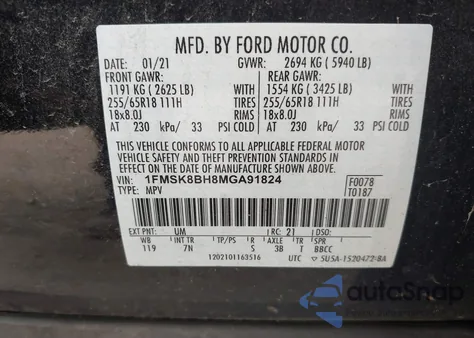 MFD. BY FORD MOTOR CO.
DATE: 01/21 GVWR: 2694 KG ( 5940 LB)
FRONT GAWR: REAR GAWR:
1191 KG ( 2625 LB) WITH 1554 KG ( 3425 LB) WITH
255/65R18 111H TIRES 255/65R18 111H TIRES
18x8.0J RIMS 18x8.0J RIMS
AT 230 kPa/ 33 PSI COLD AT 230 kPa/ 33 PSI COLD
THIS VEHICLE CONFORMS TO ALL APPLICABLE FEDERAL MOTOR
VEHICLE SAFETY AND THEFT PREVENTION STANDARDS IN
EFFECT ON THE DATE OF MANUFACTURE SHOWN ABOVE.
VIN: 1FMSK8BH8MGA91824 F0078
TYPE: MPV T0187
EXT PNT: UM RC: 21 DSO:
WB INT TR TP/PS R AXLE TR SPR
119 7N S 38 T BBCC
1202101163516 UTC 5U5A-1520472-BA
autoSnap